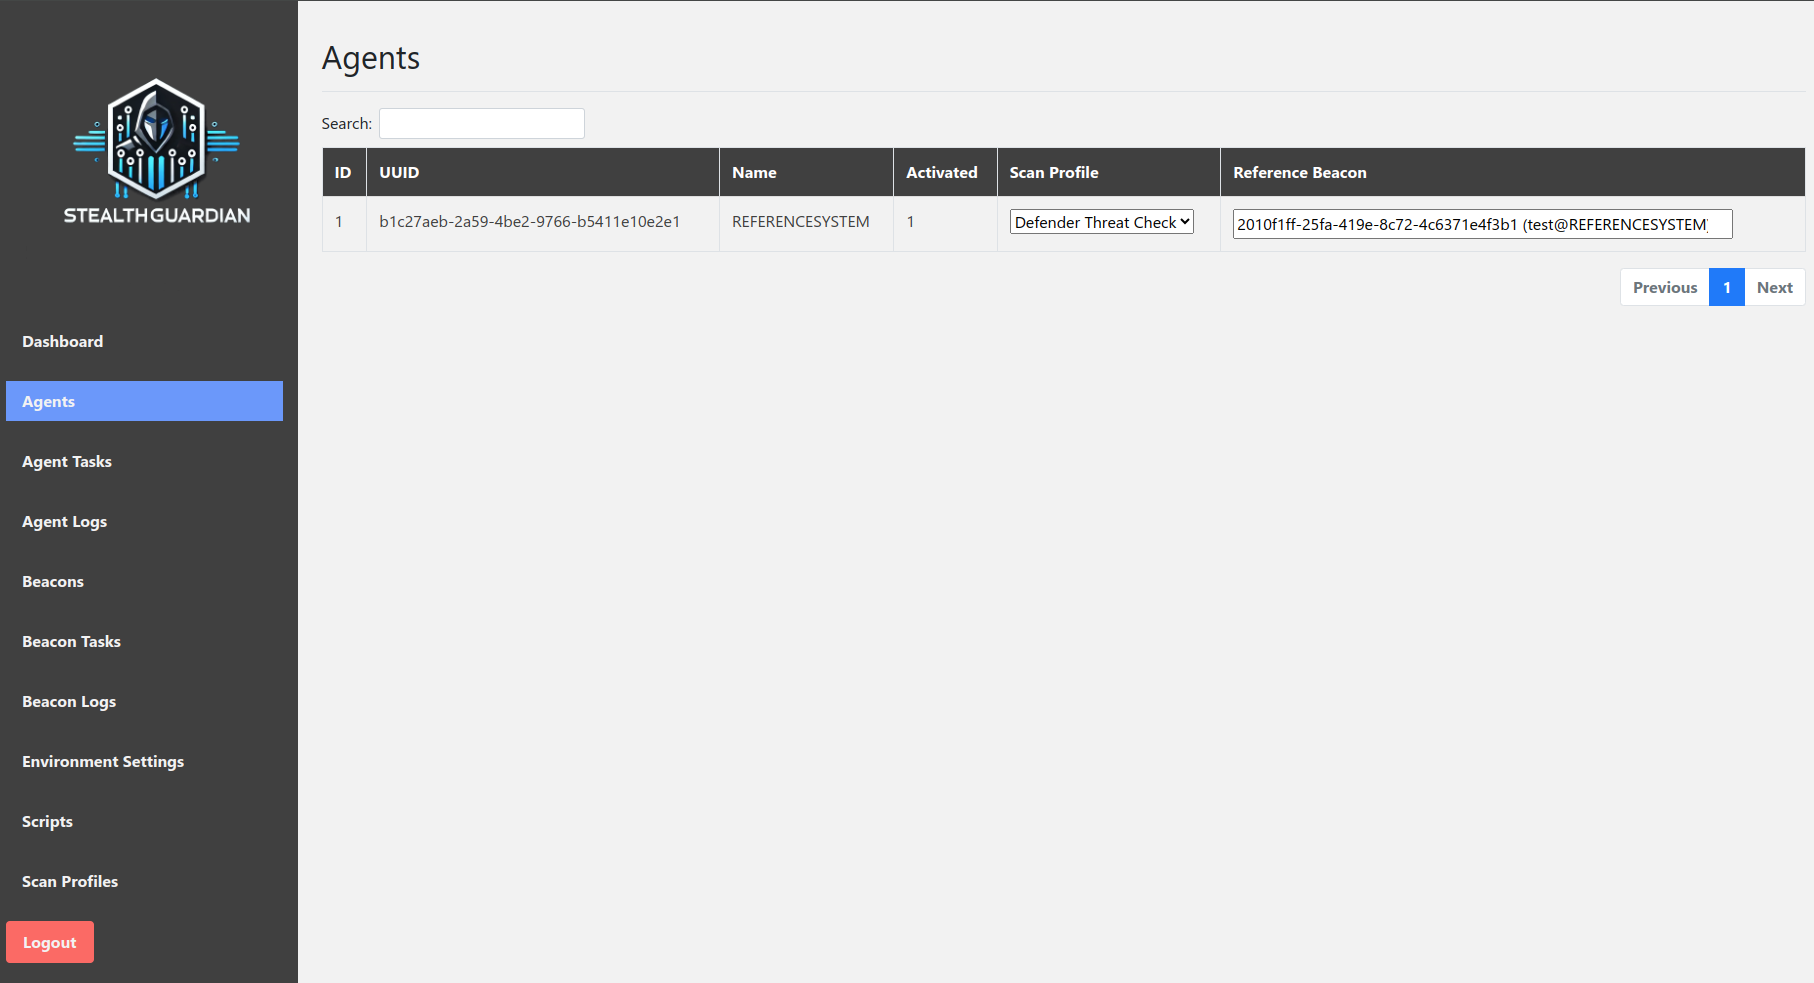 STEALTHGUARDIAN
Dashboard
Agents
Agent Tasks
Agent Logs
Beacons
Beacon Tasks
Beacon Logs
Environment Settings
Scripts
Scan Profiles
Logout
Agents
Search:
ID UUID Name Activated Scan Profile Reference Beacon
1 b1c27aeb-2a59-4be2-9766-b5411e10e2e1 REFERENCESYSTEM 1 Defender Threat Check 2010f1ff-25fa-419e-8c72-4c6371e4f3b1 (test@REFERENCESYSTEM)
Previous 1 Next